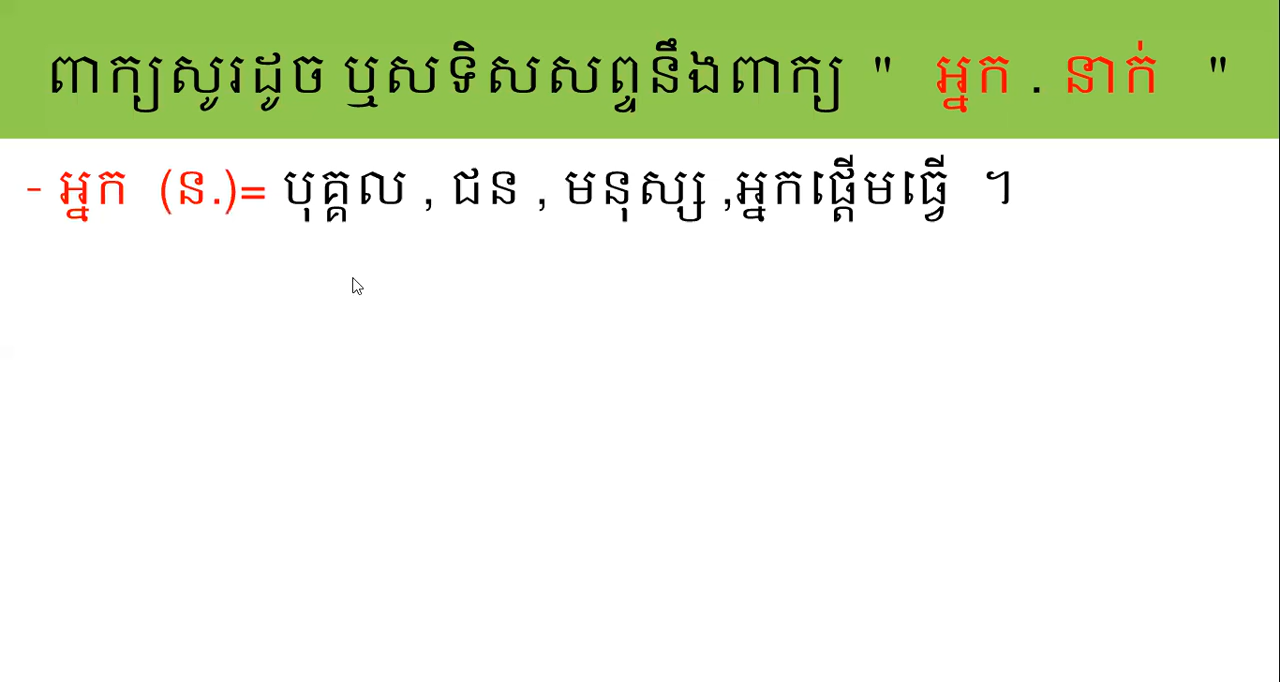 ពាក្យសូរដូច ឬសទិសសព្ទនឹងពាក្យ " អ្នក . នាក់ "
- អ្នក (ន.)= បុគ្គល , ជន , មនុស្ស ,អ្នកផ្តើមធ្វើ ។